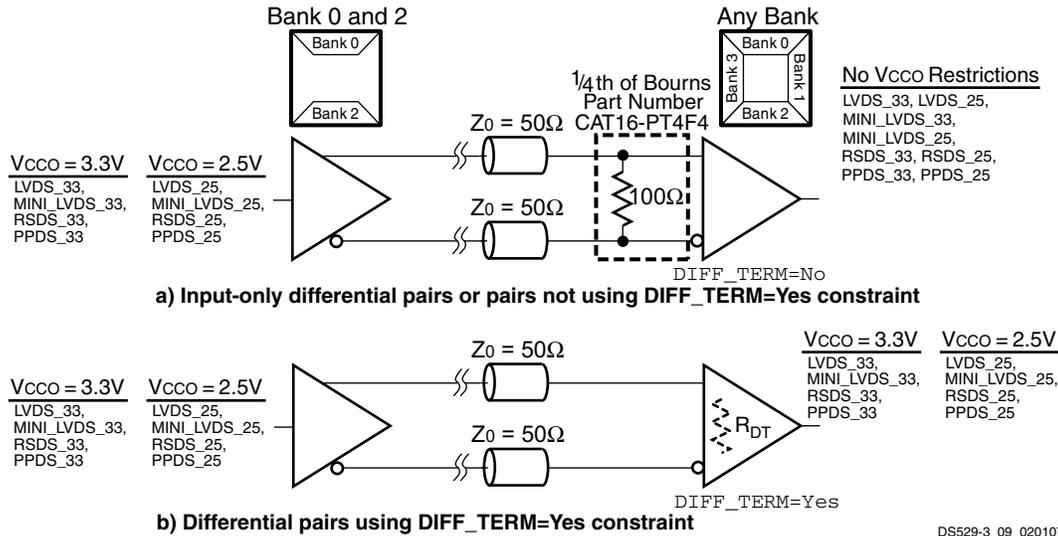 Bank 0 and 2
Bank 0
Bank 2
Any Bank
Bank 0
Bank 3
Bank 1
Bank 2
1/4th of Bourns
Part Number
CAT16-PT4F4
No VCCO Restrictions
LVDS_33, LVDS_25,
MINI_LVDS_33,
MINI_LVDS_25,
RSDS_33, RSDS_25,
PPDS_33, PPDS_25
VCCO = 3.3V
LVDS_33,
MINI_LVDS_33,
RSDS_33,
PPDS_33
VCCO = 2.5V
LVDS_25,
MINI_LVDS_25,
RSDS_25,
PPDS_25
Z0 = 50Ω
Z0 = 50Ω
100Ω
DIFF_TERM=No
a) Input-only differential pairs or pairs not using DIFF_TERM=Yes constraint
VCCO = 3.3V
LVDS_33,
MINI_LVDS_33,
RSDS_33,
PPDS_33
VCCO = 2.5V
LVDS_25,
MINI_LVDS_25,
RSDS_25,
PPDS_25
Z0 = 50Ω
Z0 = 50Ω
RDT
VCCO = 3.3V
LVDS_33,
MINI_LVDS_33,
RSDS_33,
PPDS_33
VCCO = 2.5V
LVDS_25,
MINI_LVDS_25,
RSDS_25,
PPDS_25
DIFF_TERM=Yes
b) Differential pairs using DIFF_TERM=Yes constraint